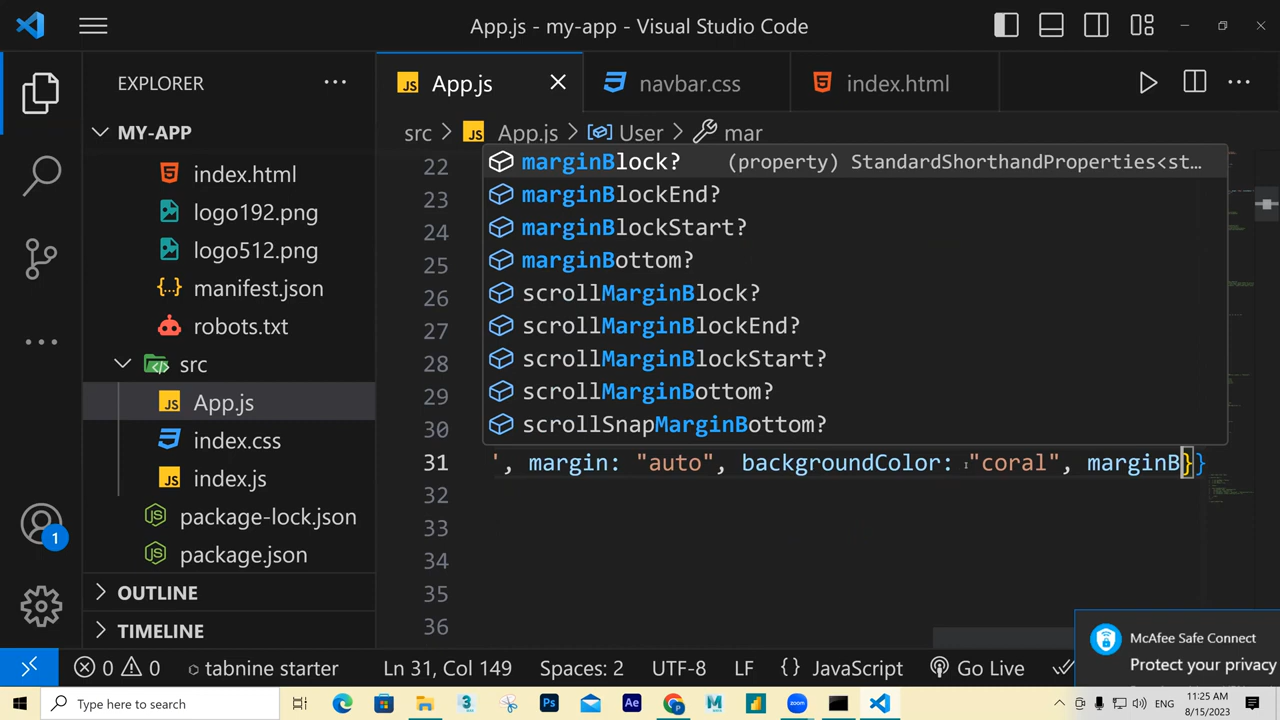 App.js - my-app - Visual Studio Code
EXPLORER
MY-APP
index.html
logo192.png
logo512.png
manifest.json
robots.txt
src
App.js
index.css
index.js
package-lock.json
package.json
OUTLINE
TIMELINE
JS App.js
navbar.css
index.html
src > JS App.js > User > mar
22 marginBlock? (property) StandardShorthandProperties<st…
23 marginBlockEnd?
24 marginBlockStart?
25 marginBottom?
26 scrollMarginBlock?
27 scrollMarginBlockEnd?
28 scrollMarginBlockStart?
29 scrollMarginBottom?
30 scrollSnapMarginBottom?
31 ', margin: "auto", backgroundColor: "coral", marginB}}
32
33
34
35
36
1
McAfee Safe Connect
Protect your privacy
0 0 tabnine starter Ln 31, Col 149 Spaces: 2 UTF-8 LF {} JavaScript Go Live
Type here to search
ENG
11:25 AM
8/15/2023